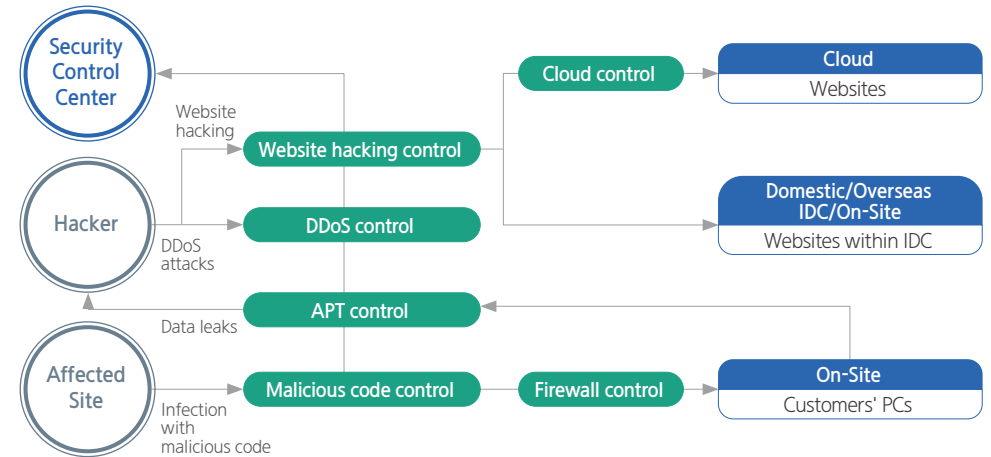 Security
Control
Center
Website
hacking
Cloud control
Cloud
Websites
Website hacking control
Hacker
DDoS control
DDoS
attacks
Domestic/Overseas
IDC/On-Site
Websites within IDC
APT control
Data leaks
Affected
Site
Malicious code control
Firewall control
On-Site
Customers' PCs
Infection
with
malicious code